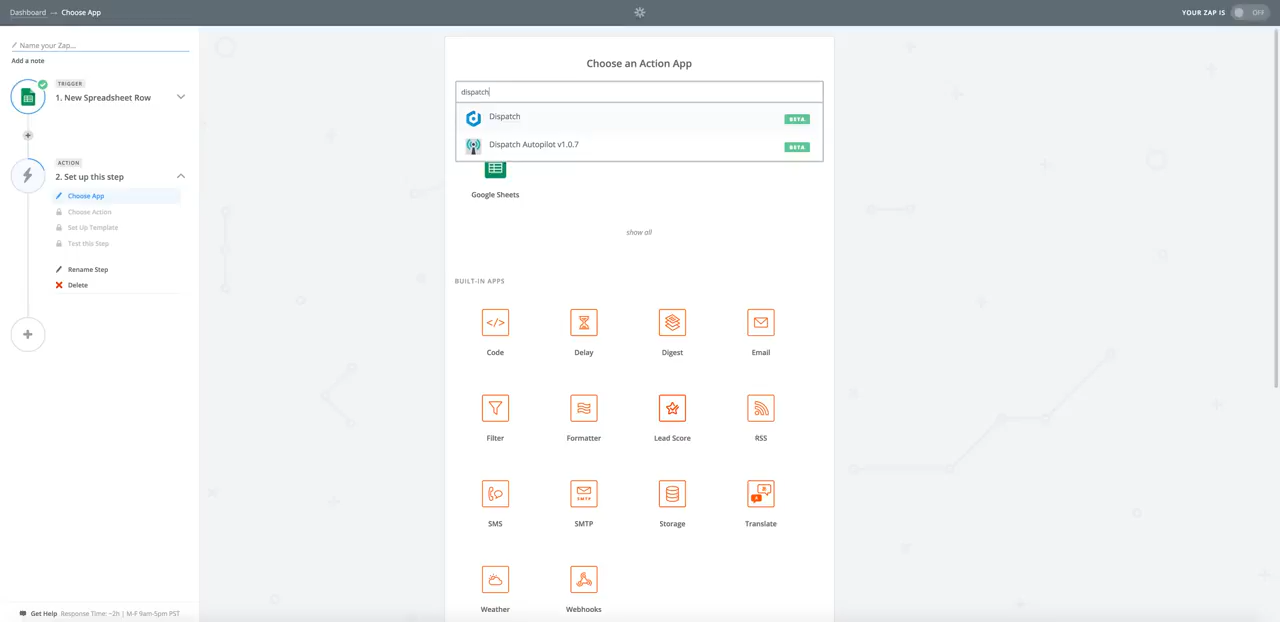 Dashboard → Choose App
YOUR ZAP IS OFF
Name your Zap...
Add a note
TRIGGER
1. New Spreadsheet Row
ACTION
2. Set up this step
Choose App
Choose Action
Set Up Template
Test this Step
Rename Step
Delete
Get Help Response Time: ~2h | M-F 9am-5pm PST
Choose an Action App
dispatch
Dispatch BETA
Dispatch Autopilot v1.0.7 BETA
Google Sheets
show all
BUILT-IN APPS
</>
Code Delay Digest Email
Filter Formatter Lead Score RSS
SMTP
SMS SMTP Storage Translate
Weather Webhooks